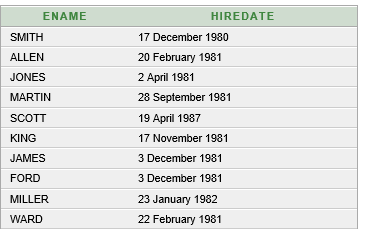 ENAME HIREDATE
SMITH 17 December 1980
ALLEN 20 February 1981
JONES 2 April 1981
MARTIN 28 September 1981
SCOTT 19 April 1987
KING 17 November 1981
JAMES 3 December 1981
FORD 3 December 1981
MILLER 23 January 1982
WARD 22 February 1981